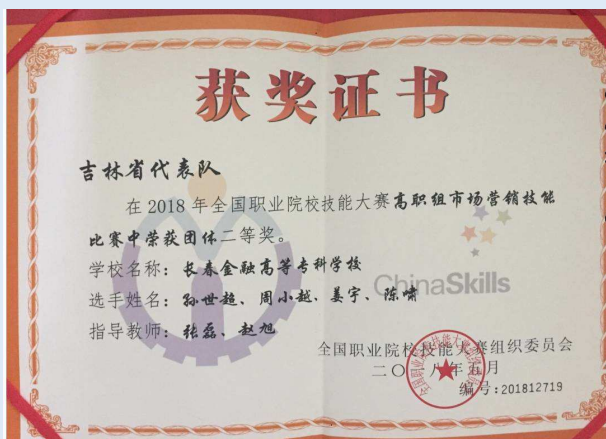 获奖证书
吉林省代表队
在2018年全国职业院校技能大赛高职组市场营销技能
比赛中荣获团体二等奖。
学校名称：长春金融高等专科学校
ChinaSkills
选手姓名：孙世超、周小越、姜宇、陈啸
指导教师：张磊、赵旭
全国职业院校技能大赛组织委员会
二〇一八年五月
编号:201812719